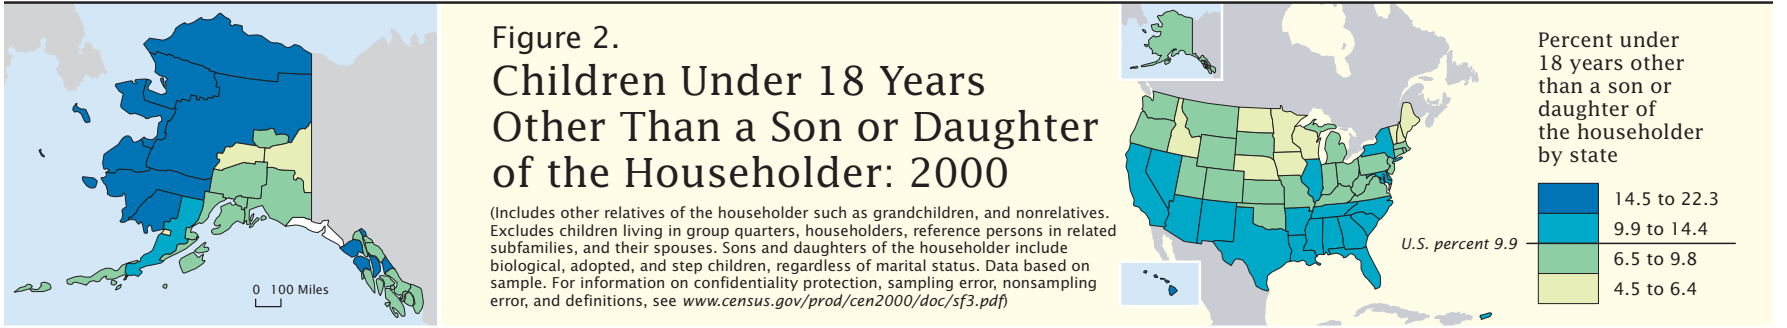 0 100 Miles
Figure 2.
Children Under 18 Years
Other Than a Son or Daughter
of the Householder: 2000
(Includes other relatives of the householder such as grandchildren, and nonrelatives.
Excludes children living in group quarters, householders, reference persons in related
subfamilies, and their spouses. Sons and daughters of the householder include
biological, adopted, and step children, regardless of marital status. Data based on
sample. For information on confidentiality protection, sampling error, nonsampling
error, and definitions, see www.census.gov/prod/cen2000/doc/sf3.pdf)
Percent under
18 years other
than a son or
daughter of
the householder
by state
14.5 to 22.3
9.9 to 14.4
U.S. percent 9.9
6.5 to 9.8
4.5 to 6.4